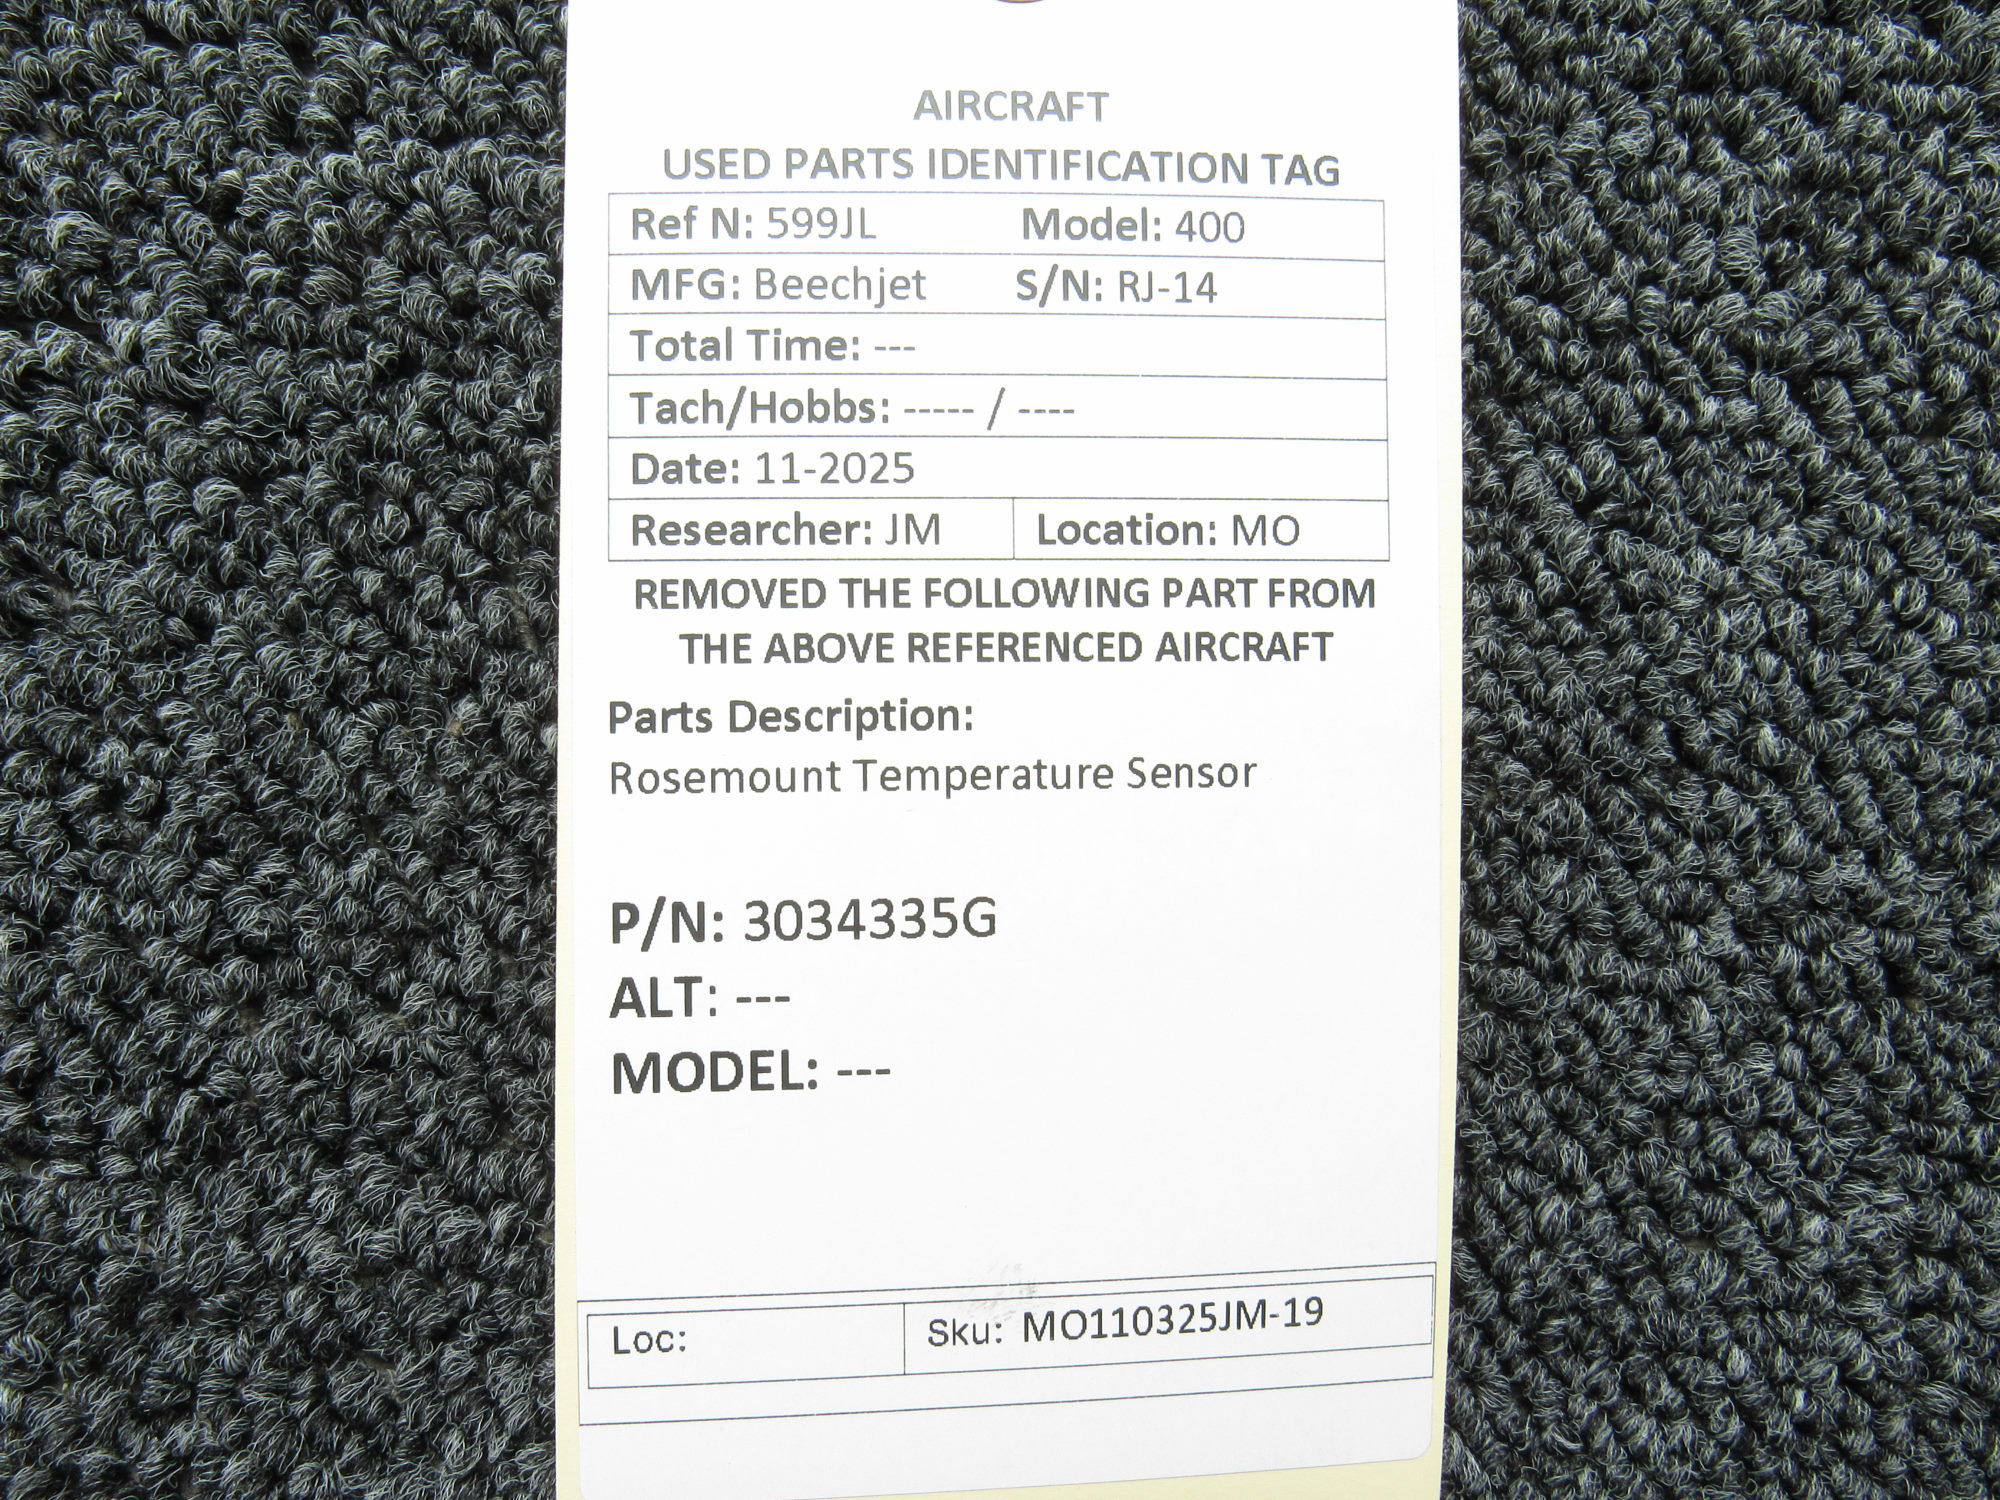 AIRCRAFT
USED PARTS IDENTIFICATION TAG
Ref N: 599JL Model: 400
MFG: Beechjet S/N: RJ-14
Total Time: ---
Tach/Hobbs: ----- / ----
Date: 11-2025
Researcher: JM Location: MO
REMOVED THE FOLLOWING PART FROM
THE ABOVE REFERENCED AIRCRAFT
Parts Description:
Rosemount Temperature Sensor
P/N: 3034335G
ALT: ---
MODEL: ---
Loc: Sku: MO110325JM-19